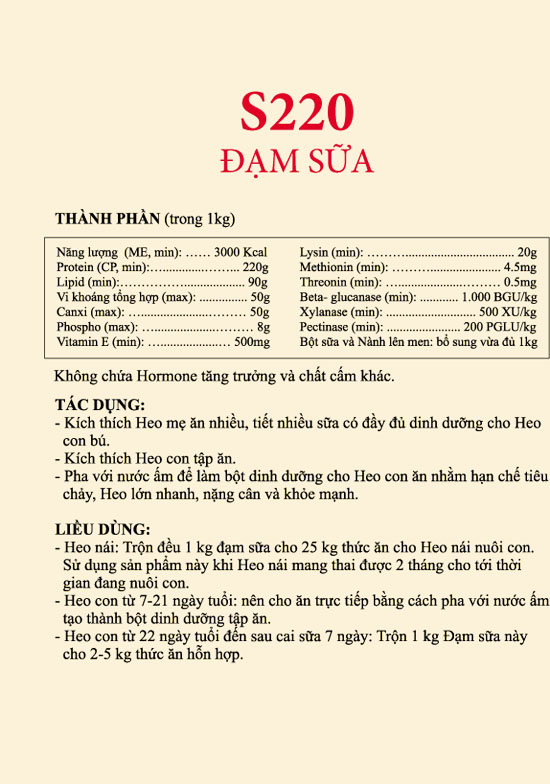 S220
ĐẠM SỮA
THÀNH PHẦN (trong 1kg)
Năng lượng (ME, min): …… 3000 Kcal
Protein (CP, min):…...............…….. 220g
Lipid (min):….............................. 90g
Vi khoáng tổng hợp (max): ............... 50g
Canxi (max): …......................……… 50g
Phospho (max): …......................……… 8g
Vitamin E (min): …....................… 500mg
Lysin (min): ………................................... 20g
Methionin (min): ………...................... 4.5mg
Threonin (min): …….....................…… 0.5mg
Beta- glucanase (min): ............ 1.000 BGU/kg
Xylanase (min): ............................ 500 XU/kg
Pectinase (min): ....................... 200 PGLU/kg
Bột sữa và Nành lên men: bổ sung vừa đủ 1kg
Không chứa Hormone tăng trưởng và chất cấm khác.
TÁC DỤNG:
- Kích thích Heo mẹ ăn nhiều, tiết nhiều sữa có đầy đủ dinh dưỡng cho Heo
con bú.
- Kích thích Heo con tập ăn.
- Pha với nước ấm để làm bột dinh dưỡng cho Heo con ăn nhằm hạn chế tiêu
chảy, Heo lớn nhanh, nặng cân và khỏe mạnh.
LIỀU DÙNG:
- Heo nái: Trộn đều 1 kg đạm sữa cho 25 kg thức ăn cho Heo nái nuôi con.
Sử dụng sản phẩm này khi Heo nái mang thai được 2 tháng cho tới thời
gian đang nuôi con.
- Heo con từ 7-21 ngày tuổi: nên cho ăn trực tiếp bằng cách pha với nước ấm
tạo thành bột dinh dưỡng tập ăn.
- Heo con từ 22 ngày tuổi đến sau cai sữa 7 ngày: Trộn 1 kg Đạm sữa này
cho 2-5 kg thức ăn hỗn hợp.